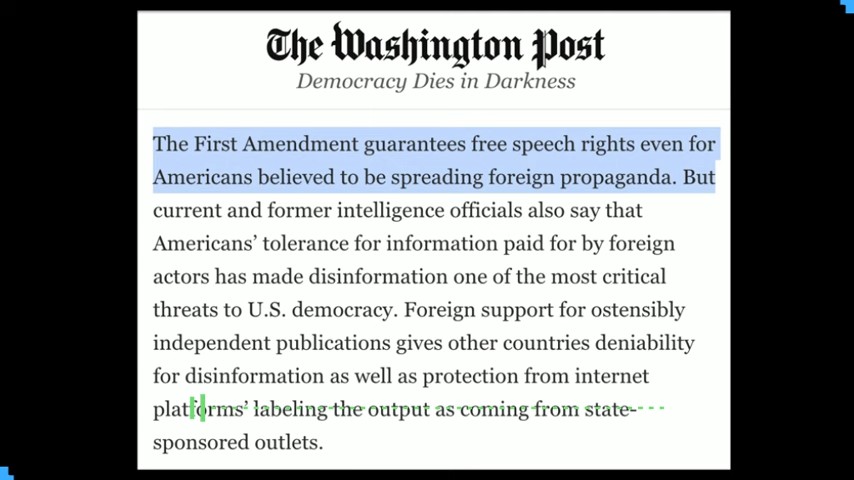 The Washington Post
Democracy Dies in Darkness
The First Amendment guarantees free speech rights even for
Americans believed to be spreading foreign propaganda. But
current and former intelligence officials also say that
Americans’ tolerance for information paid for by foreign
actors has made disinformation one of the most critical
threats to U.S. democracy. Foreign support for ostensibly
independent publications gives other countries deniability
for disinformation as well as protection from internet
platforms’ labeling the output as coming from state-
sponsored outlets.